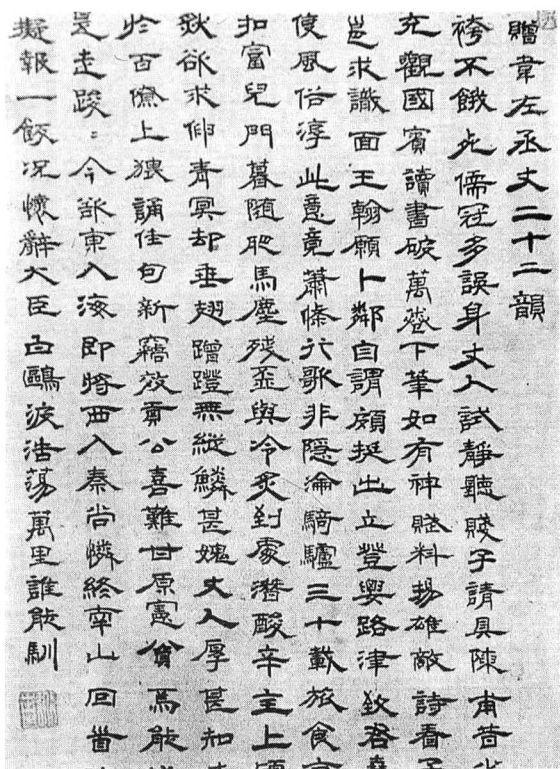 贈韋左丞丈二十二韻
袴不餓死儒冠多誤身丈人試靜聽賤子請具陳甫昔少
充觀國賓讀書破萬卷下筆如有神賦料揚雄敵詩看子
邕求識面王翰願卜鄰自謂頗挺出立登要路津致君堯
使風俗淳此意竟蕭條行歌非隱淪騎驢三十載旅食京
扣富兒門暮隨肥馬塵殘盃與冷炙到處潛酸辛主上頃
欻欲求伸青冥却垂翅蹭蹬無縱鱗甚愧丈人厚甚知
於百僚上猥誦佳句新竊效貢公喜難甘原憲貧焉能
是走踆〻今欲東入海即將西入秦尚憐終南山回首
擬報一飯況懷辭大臣白鷗波浩蕩萬里誰能馴